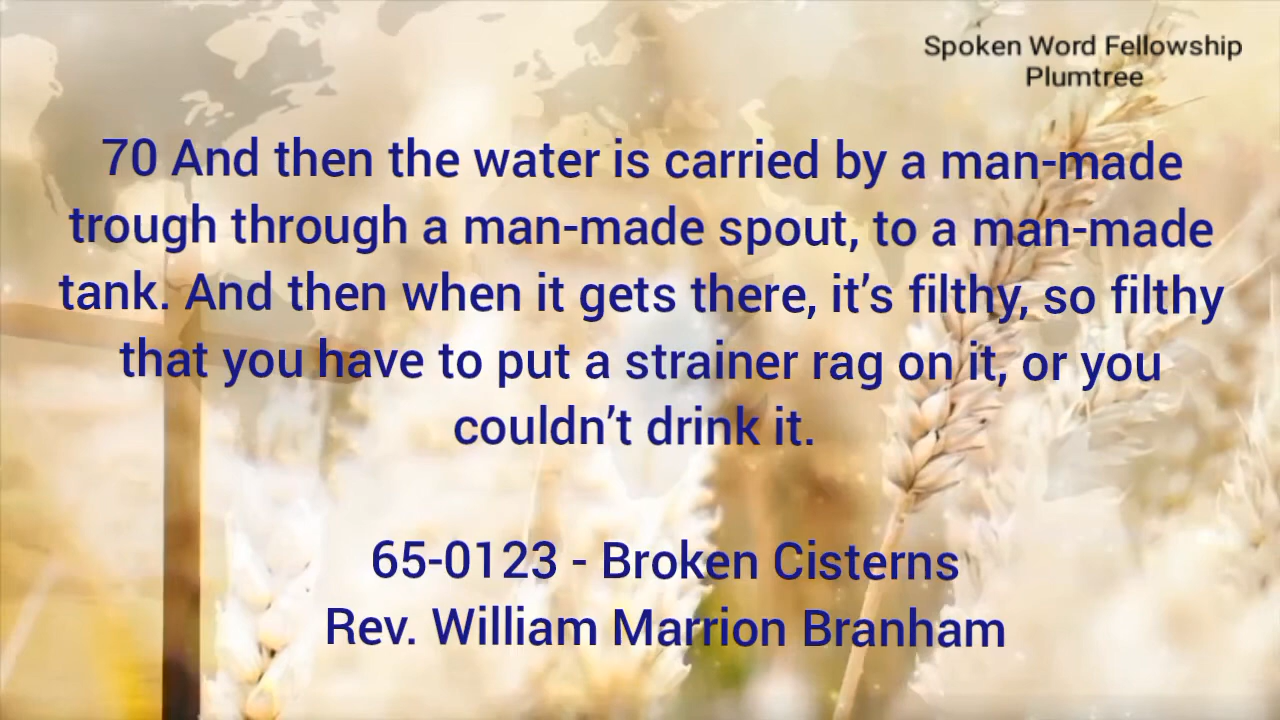 Spoken Word Fellowship
Plumtree
70 And then the water is carried by a man-made
trough through a man-made spout, to a man-made
tank. And then when it gets there, it’s filthy, so filthy
that you have to put a strainer rag on it, or you
couldn’t drink it.
65-0123 - Broken Cisterns
Rev. William Marrion Branham